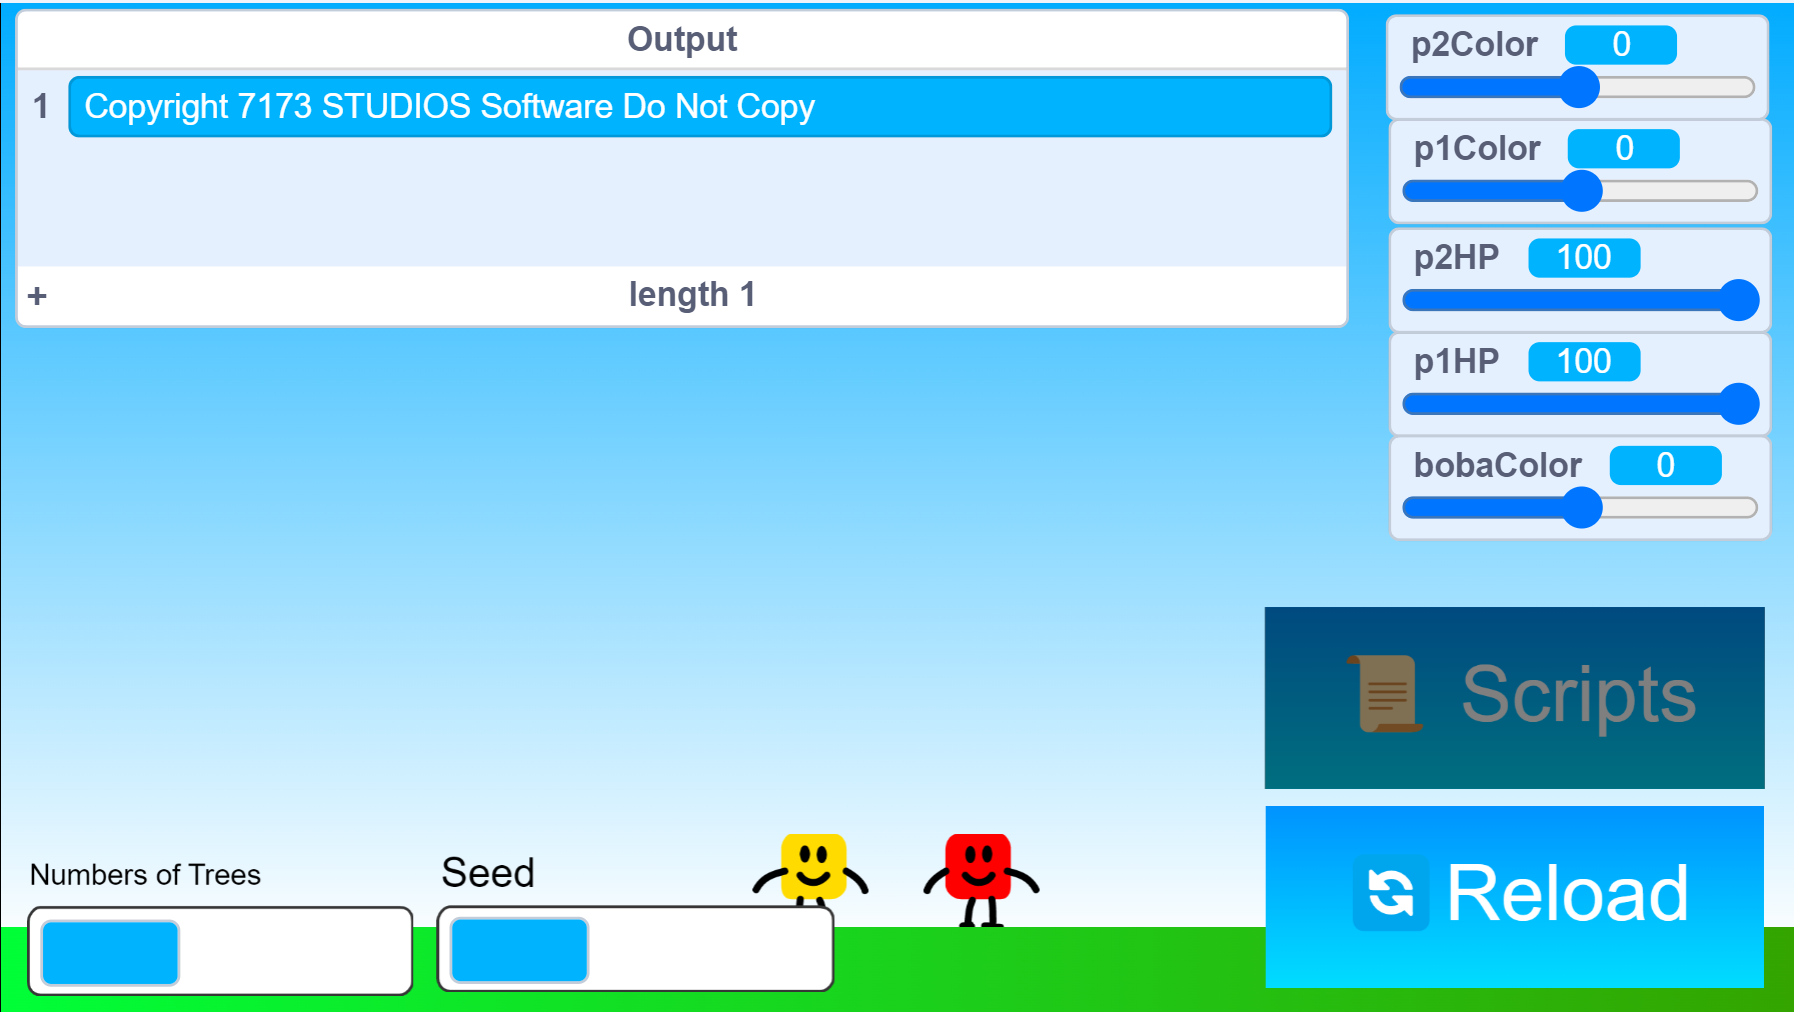 Output
1 Copyright 7173 STUDIOS Software Do Not Copy
+ length 1
p2Color 0
p1Color 0
p2HP 100
p1HP 100
bobaColor 0
Scripts
Reload
Numbers of Trees
Seed